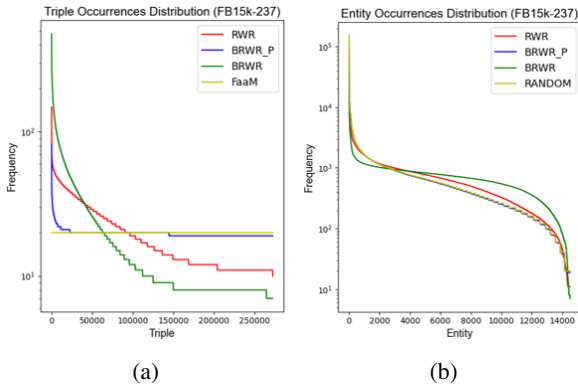 Triple Occurrences Distribution (FB15k-237)
RWR
BRWR_P
BRWR
FaaM
Frequency
10²
10¹
0
50000
100000
150000
200000
250000
Triple
(a)
Entity Occurrences Distribution (FB15k-237)
RWR
BRWR_P
BRWR
RANDOM
Frequency
10⁵
10⁴
10³
10²
10¹
0
2000
4000
6000
8000
10000
12000
14000
Entity
(b)